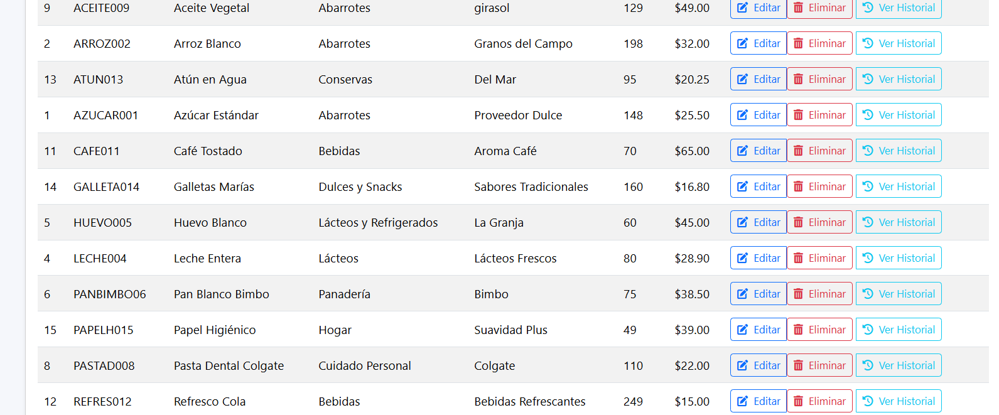 9 ACEITE009 Aceite Vegetal Abarrotes girasol 129 $49.00 Editar Eliminar Ver Historial
2 ARROZ002 Arroz Blanco Abarrotes Granos del Campo 198 $32.00 Editar Eliminar Ver Historial
13 ATUN013 Atún en Agua Conservas Del Mar 95 $20.25 Editar Eliminar Ver Historial
1 AZUCAR001 Azúcar Estándar Abarrotes Proveedor Dulce 148 $25.50 Editar Eliminar Ver Historial
11 CAFE011 Café Tostado Bebidas Aroma Café 70 $65.00 Editar Eliminar Ver Historial
14 GALLETA014 Galletas Marías Dulces y Snacks Sabores Tradicionales 160 $16.80 Editar Eliminar Ver Historial
5 HUEVO005 Huevo Blanco Lácteos y Refrigerados La Granja 60 $45.00 Editar Eliminar Ver Historial
4 LECHE004 Leche Entera Lácteos Lácteos Frescos 80 $28.90 Editar Eliminar Ver Historial
6 PANBIMBO06 Pan Blanco Bimbo Panadería Bimbo 75 $38.50 Editar Eliminar Ver Historial
15 PAPELH015 Papel Higiénico Hogar Suavidad Plus 49 $39.00 Editar Eliminar Ver Historial
8 PASTAD008 Pasta Dental Colgate Cuidado Personal Colgate 110 $22.00 Editar Eliminar Ver Historial
12 REFRES012 Refresco Cola Bebidas Bebidas Refrescantes 249 $15.00 Editar Eliminar Ver Historial